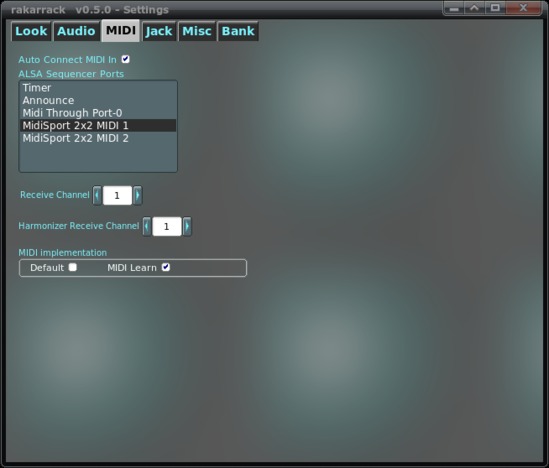 rakarrack v0.5.0 - Settings
Look Audio MIDI Jack Misc Bank
Auto Connect MIDI In
ALSA Sequencer Ports
Timer
Announce
Midi Through Port-0
MidiSport 2x2 MIDI 1
MidiSport 2x2 MIDI 2
Receive Channel 1
Harmonizer Receive Channel 1
MIDI implementation
Default MIDI Learn